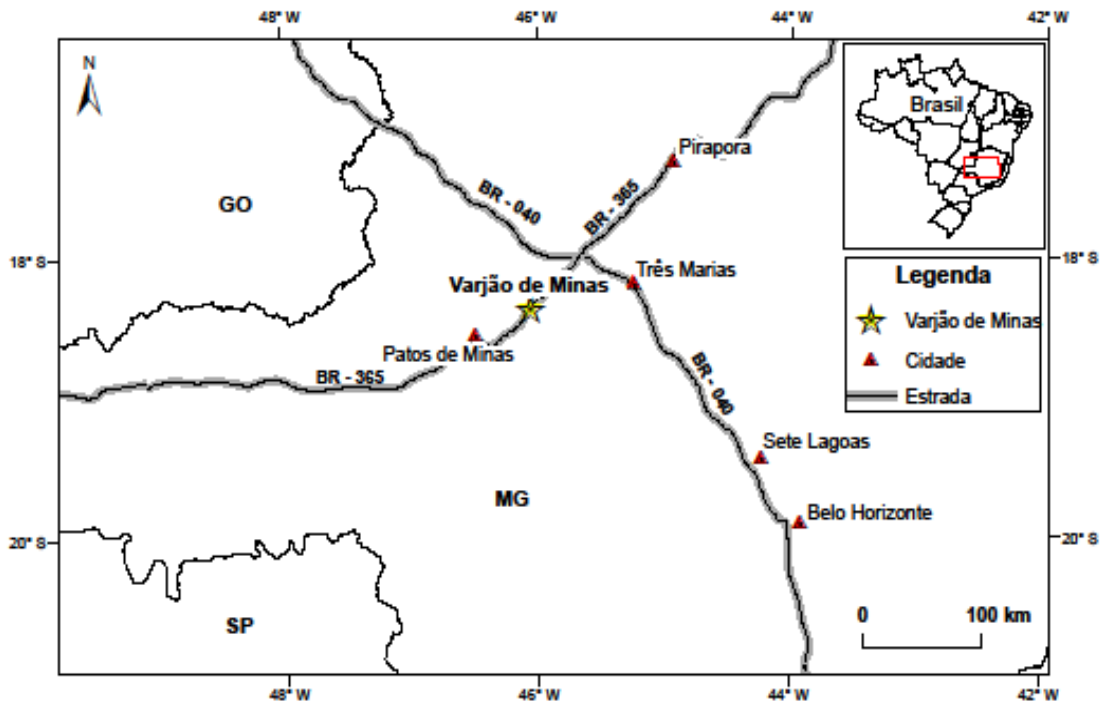 48° W
46° W
44° W
42° W
N
Brasil
Pirapora
GO
BR - 040
BR - 365
18° S
18° S
Três Marias
Varjão de Minas
Legenda
Varjão de Minas
Cidade
Estrada
Patos de Minas
BR - 365
BR - 040
Sete Lagoas
MG
Belo Horizonte
20° S
20° S
0 100 km
SP
48° W
46° W
44° W
42° W